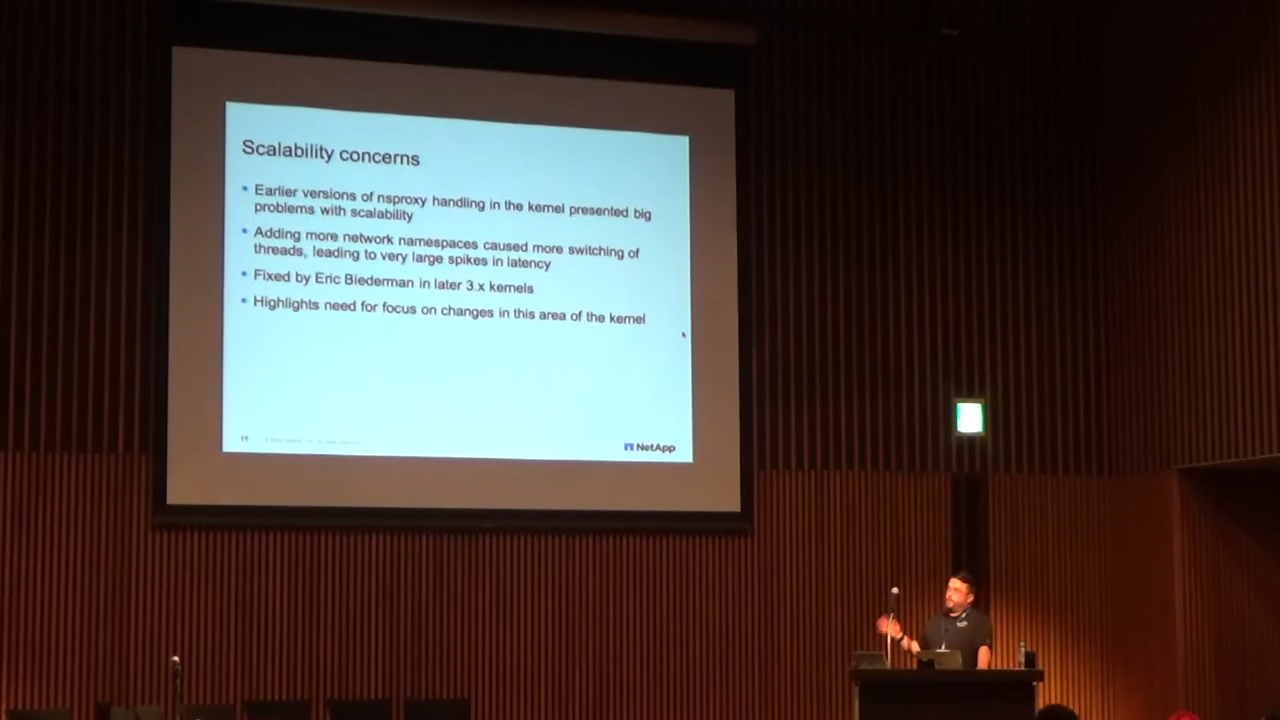 Scalability concerns
Earlier versions of nsproxy handling in the kernel presented big
problems with scalability
Adding more network namespaces caused more switching of
threads, leading to very large spikes in latency
Fixed by Eric Biederman in later 3.x kernels
Highlights need for focus on changes in this area of the kernel
NetApp